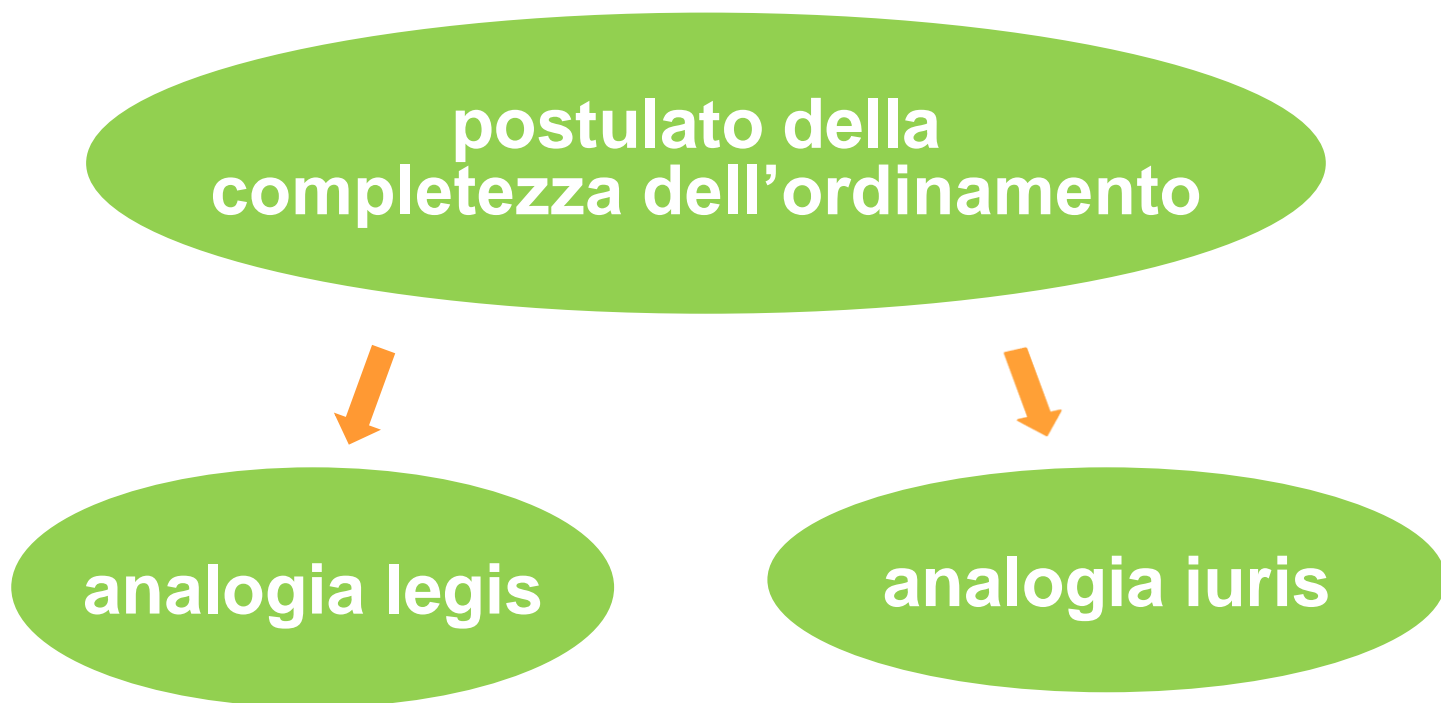 postulato della
completezza dell’ordinamento
analogia legis
analogia iuris